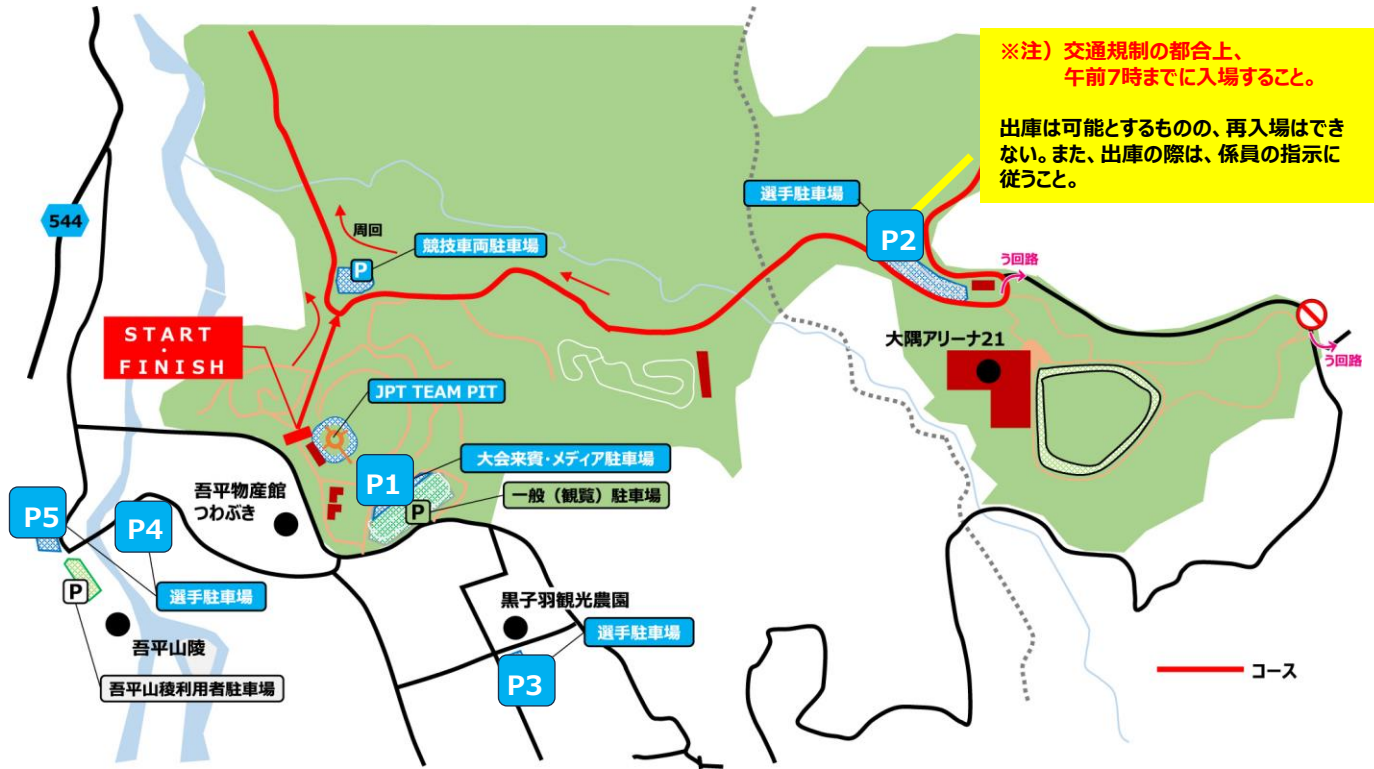 ※注）交通規制の都合上、
午前7時までに入場すること。
出庫は可能とするものの、再入場はでき
ない。また、出庫の際は、係員の指示に
従うこと。
選手駐車場
P2
544
周回
競技車両駐車場
P
う回路
START
・
FINISH
大隅アリーナ21
う回路
JPT TEAM PIT
大会来賓・メディア駐車場
P1
吾平物産館
つわぶき
一般（観覧）駐車場
P
P5
P4
選手駐車場
P
黒子羽観光農園
選手駐車場
吾平山陵
P3
コース
吾平山稜利用者駐車場